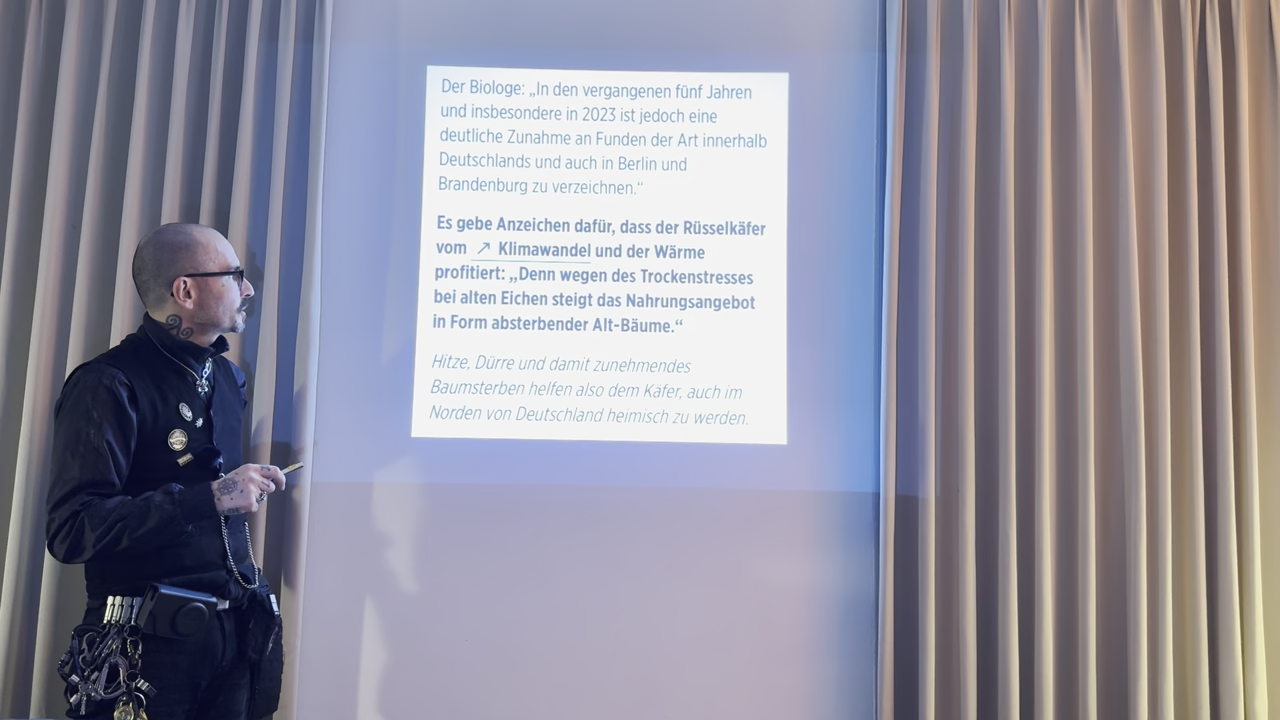 Der Biologe: „In den vergangenen fünf Jahren
und insbesondere in 2023 ist jedoch eine
deutliche Zunahme an Funden der Art innerhalb
Deutschlands und auch in Berlin und
Brandenburg zu verzeichnen.“
Es gebe Anzeichen dafür, dass der Rüsselkäfer
vom ↗ Klimawandel und der Wärme
profitiert: „Denn wegen des Trockenstresses
bei alten Eichen steigt das Nahrungsangebot
in Form absterbender Alt-Bäume.“
Hitze, Dürre und damit zunehmendes
Baumsterben helfen also dem Käfer, auch im
Norden von Deutschland heimisch zu werden.